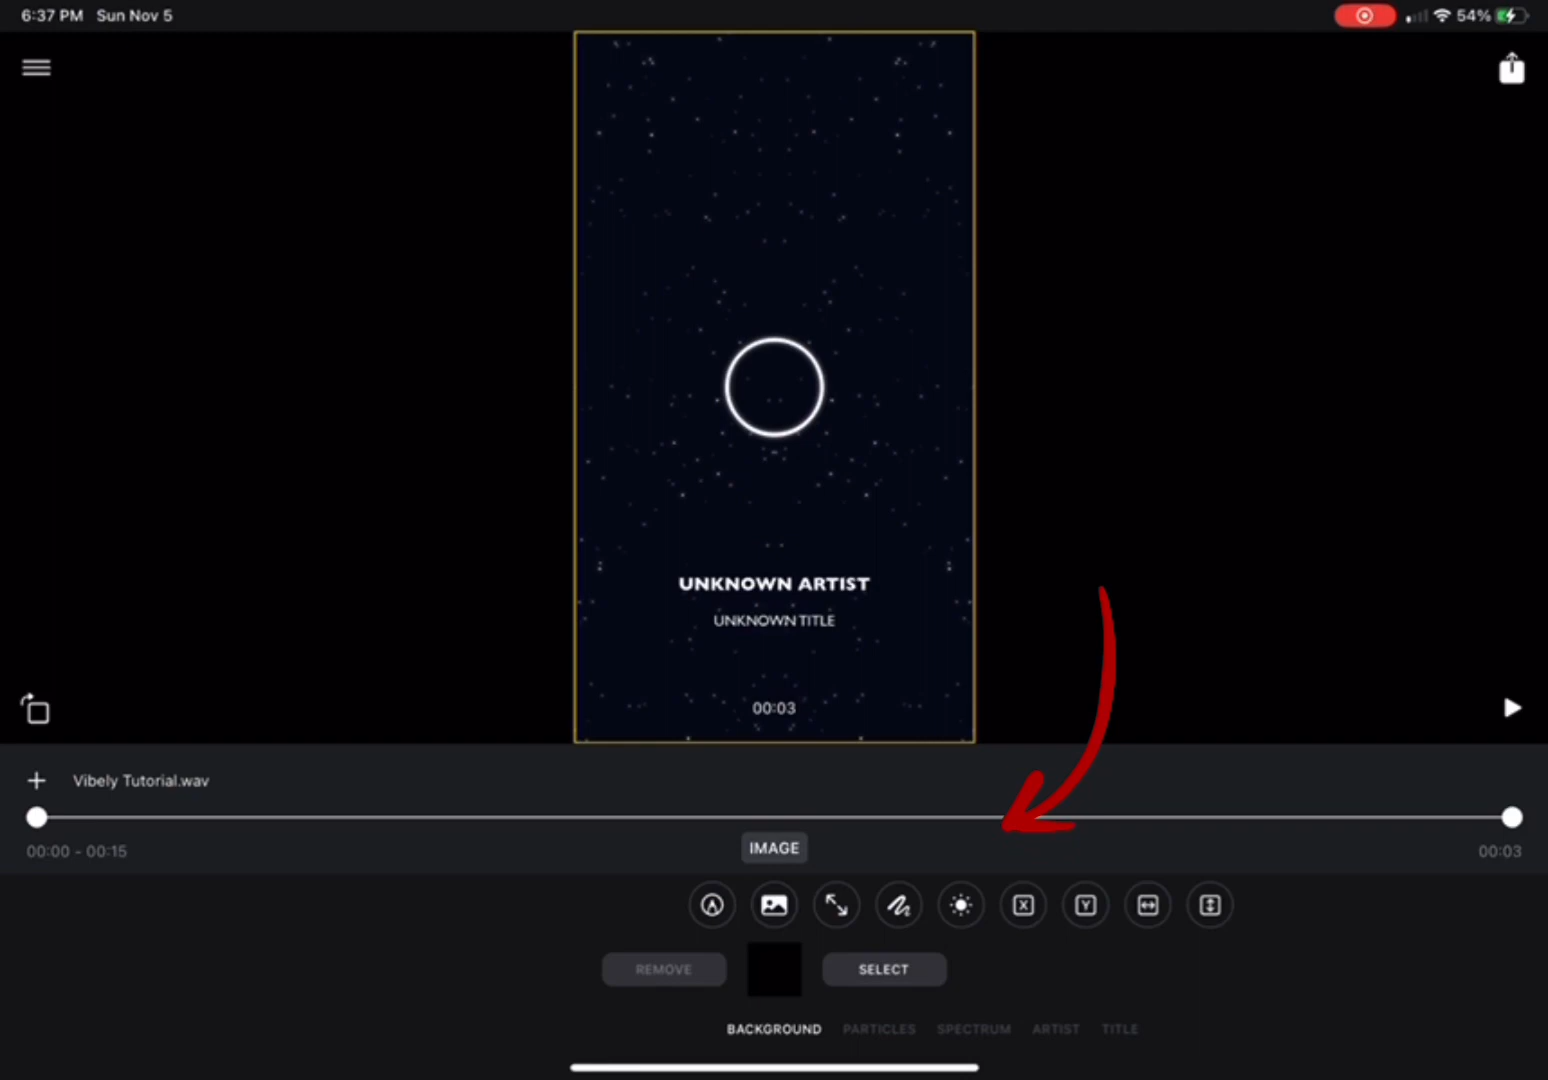 6:37 PM Sun Nov 5
54%
UNKNOWN ARTIST
UNKNOWN TITLE
00:03
+ Vibely Tutorial.wav
00:00 - 00:15
IMAGE
00:03
X Y
REMOVE
SELECT
BACKGROUND PARTICLES SPECTRUM ARTIST TITLE